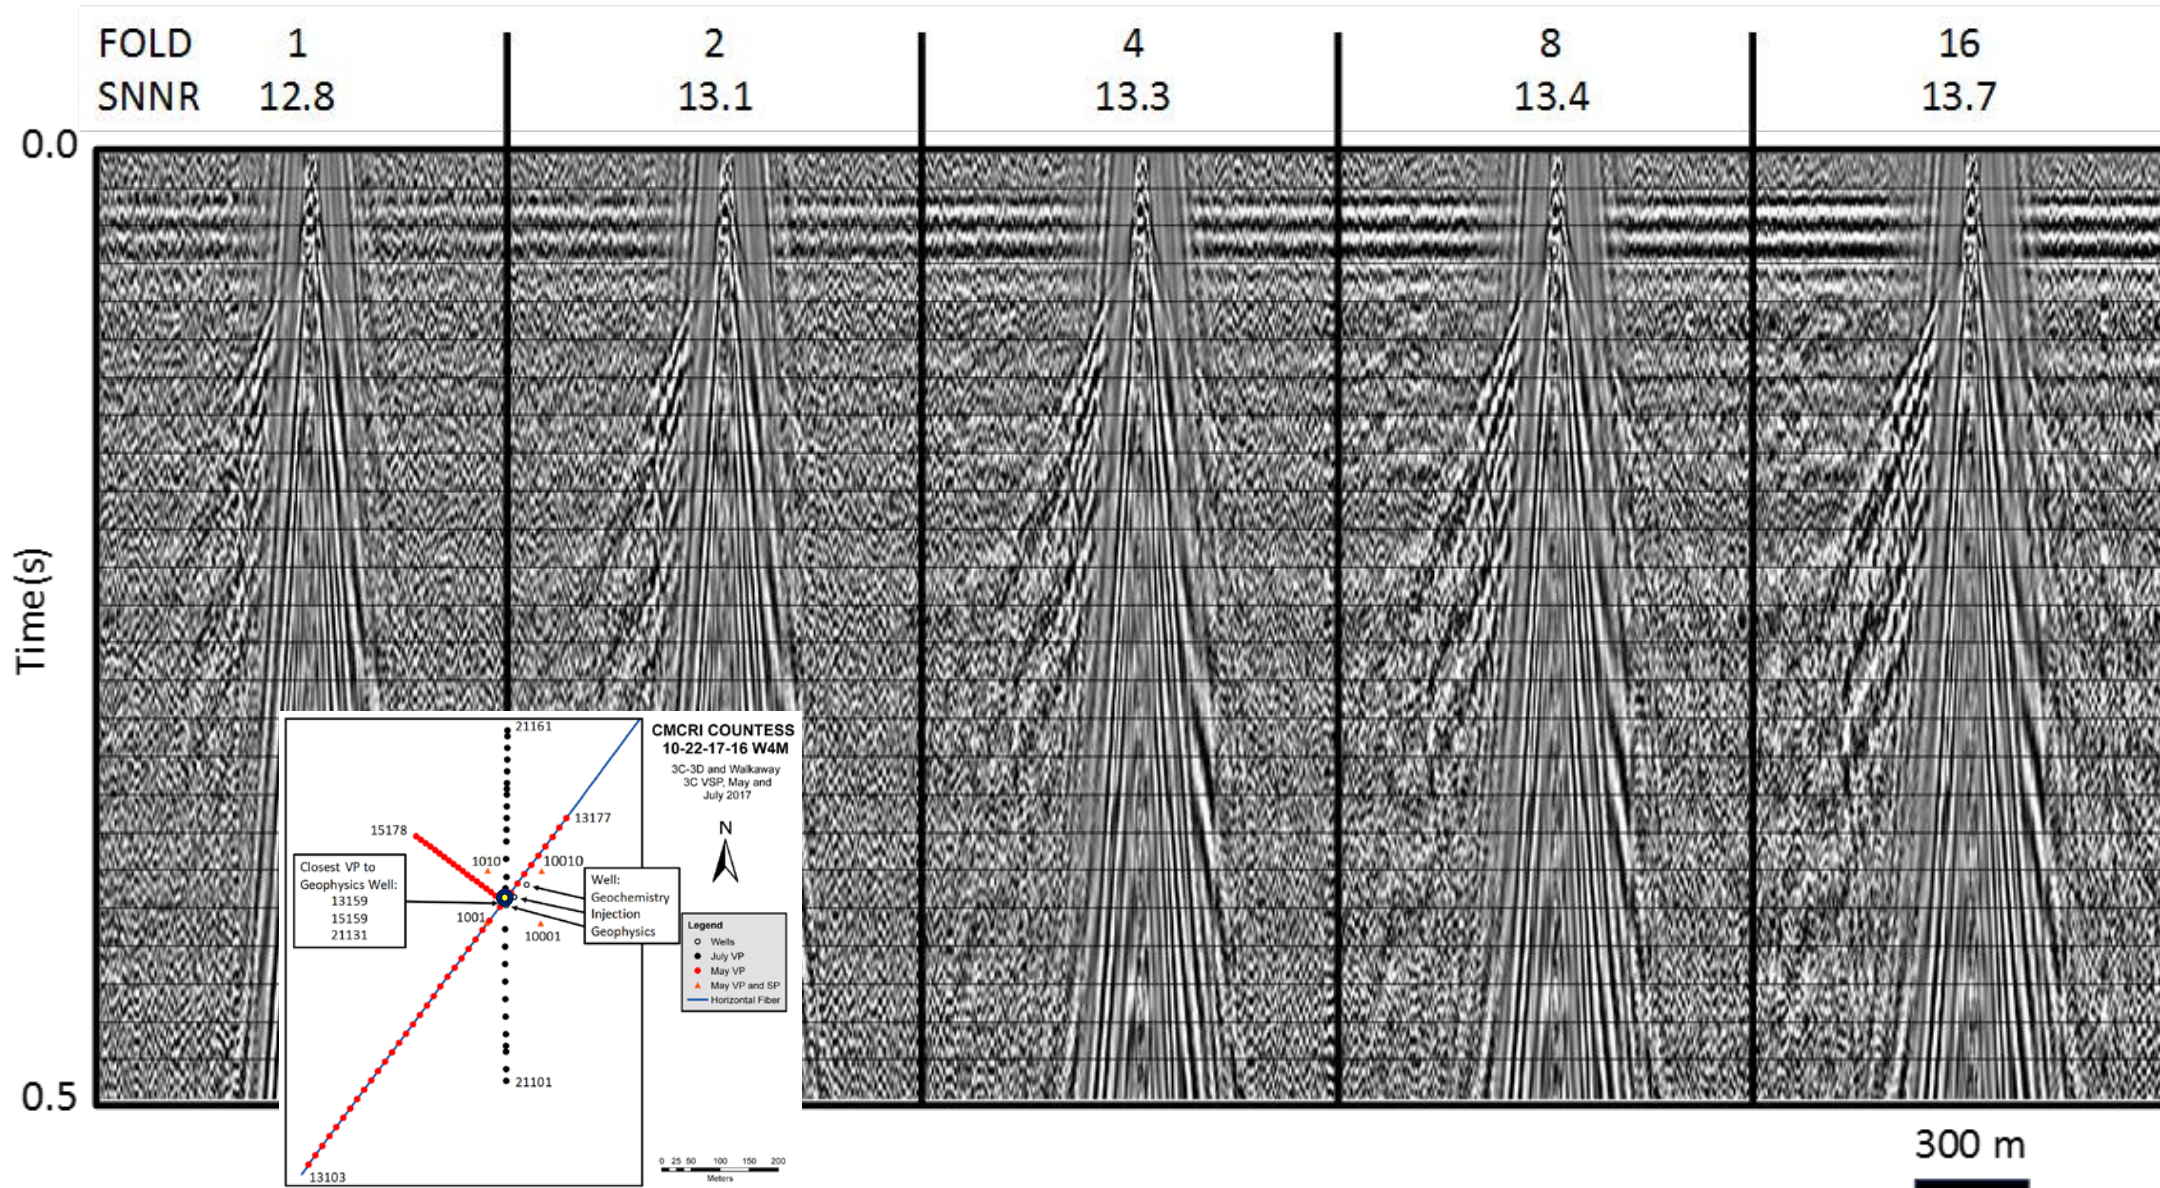 FOLD 1 2 4 8 16
SNNR 12.8 13.1 13.3 13.4 13.7
0.0
Time(s)
0.5
300 m
CMCRI COUNTESS
10-22-17-16 W4M
3C-3D and Walkaway
3C VSP, May and
July 2017
N
21161
13177
15178
1010
10010
Closest VP to
Geophysics Well:
13159
15159
21131
Well:
Geochemistry
Injection
Geophysics
1001
10001
Legend
Wells
July VP
May VP
May VP and SP
Horizontal Fiber
21101
13103
0 25 50 100 150 200
Meters